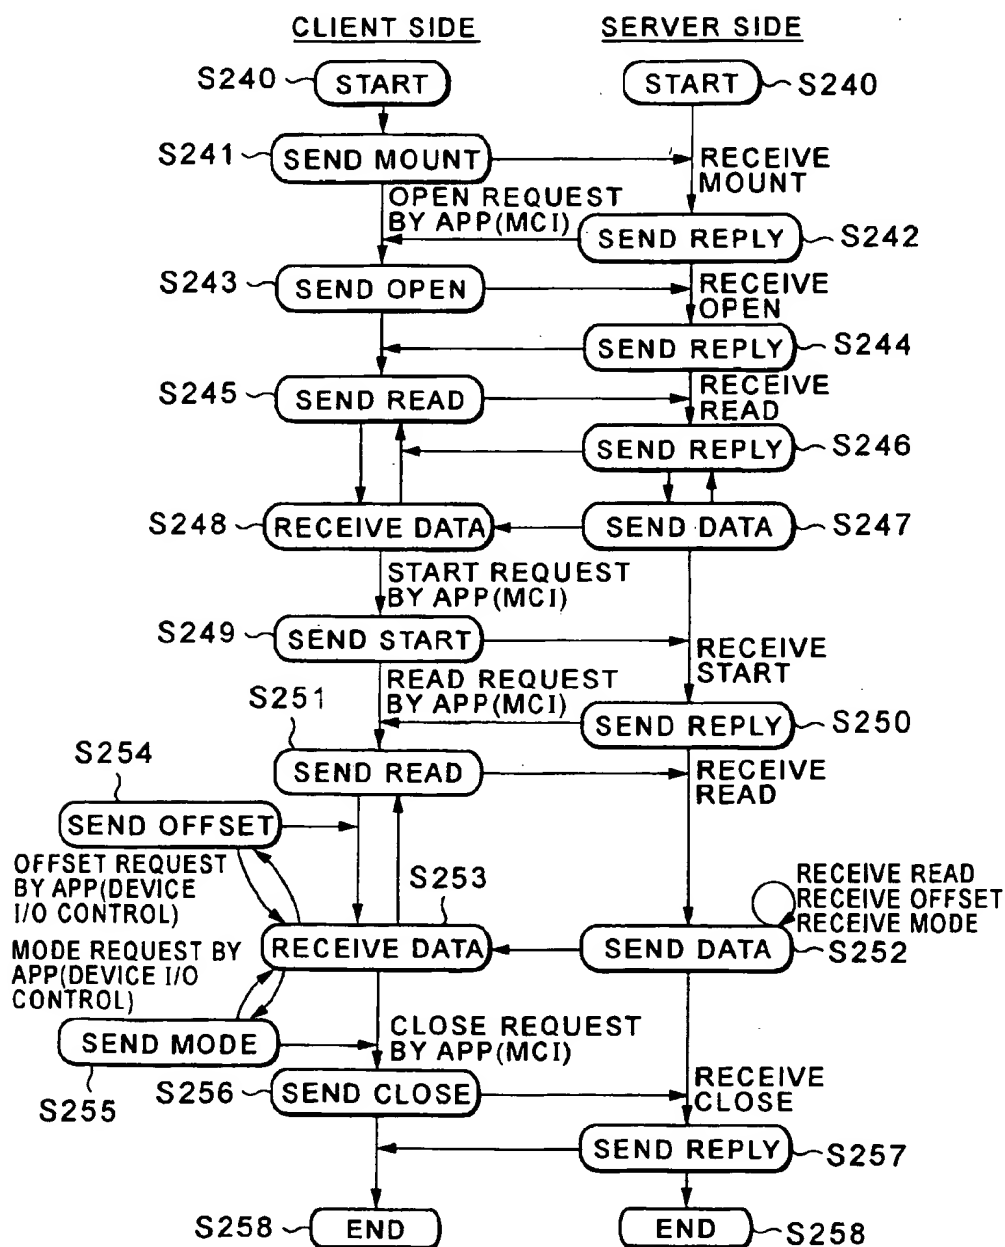 CLIENT SIDE
SERVER SIDE
S240
START
START
S240
S241
SEND MOUNT
RECEIVE
MOUNT
OPEN REQUEST
BY APP(MCI)
SEND REPLY
S242
S243
SEND OPEN
RECEIVE
OPEN
SEND REPLY
S244
S245
SEND READ
RECEIVE
READ
SEND REPLY
S246
S248
RECEIVE DATA
SEND DATA
S247
START REQUEST
BY APP(MCI)
S249
SEND START
RECEIVE
START
S251
READ REQUEST
BY APP(MCI)
SEND REPLY
S250
S254
SEND READ
RECEIVE
READ
SEND OFFSET
OFFSET REQUEST
BY APP(DEVICE
I/O CONTROL)
S253
RECEIVE READ
RECEIVE OFFSET
RECEIVE MODE
MODE REQUEST BY
APP(DEVICE I/O
CONTROL)
RECEIVE DATA
SEND DATA
S252
SEND MODE
S255
CLOSE REQUEST
BY APP(MCI)
S256
SEND CLOSE
RECEIVE
CLOSE
SEND REPLY
S257
S258
END
END
S258